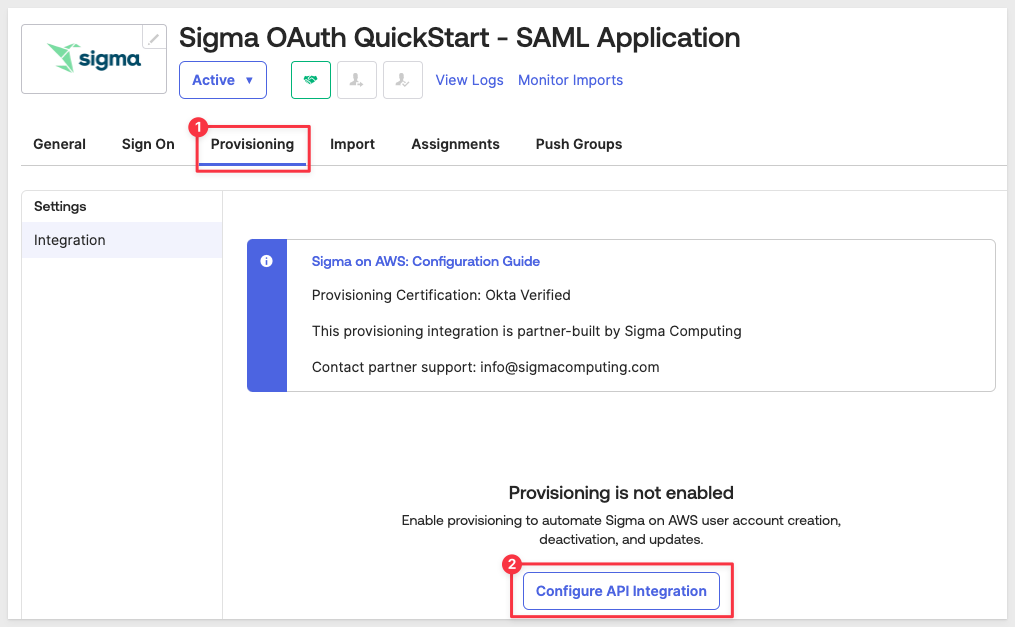 sigma
Sigma OAuth QuickStart - SAML Application
Active ▼
View Logs Monitor Imports
1
General Sign On Provisioning Import Assignments Push Groups
Settings
Integration
Sigma on AWS: Configuration Guide
Provisioning Certification: Okta Verified
This provisioning integration is partner-built by Sigma Computing
Contact partner support: info@sigmacomputing.com
Provisioning is not enabled
Enable provisioning to automate Sigma on AWS user account creation,
deactivation, and updates.
2
Configure API Integration